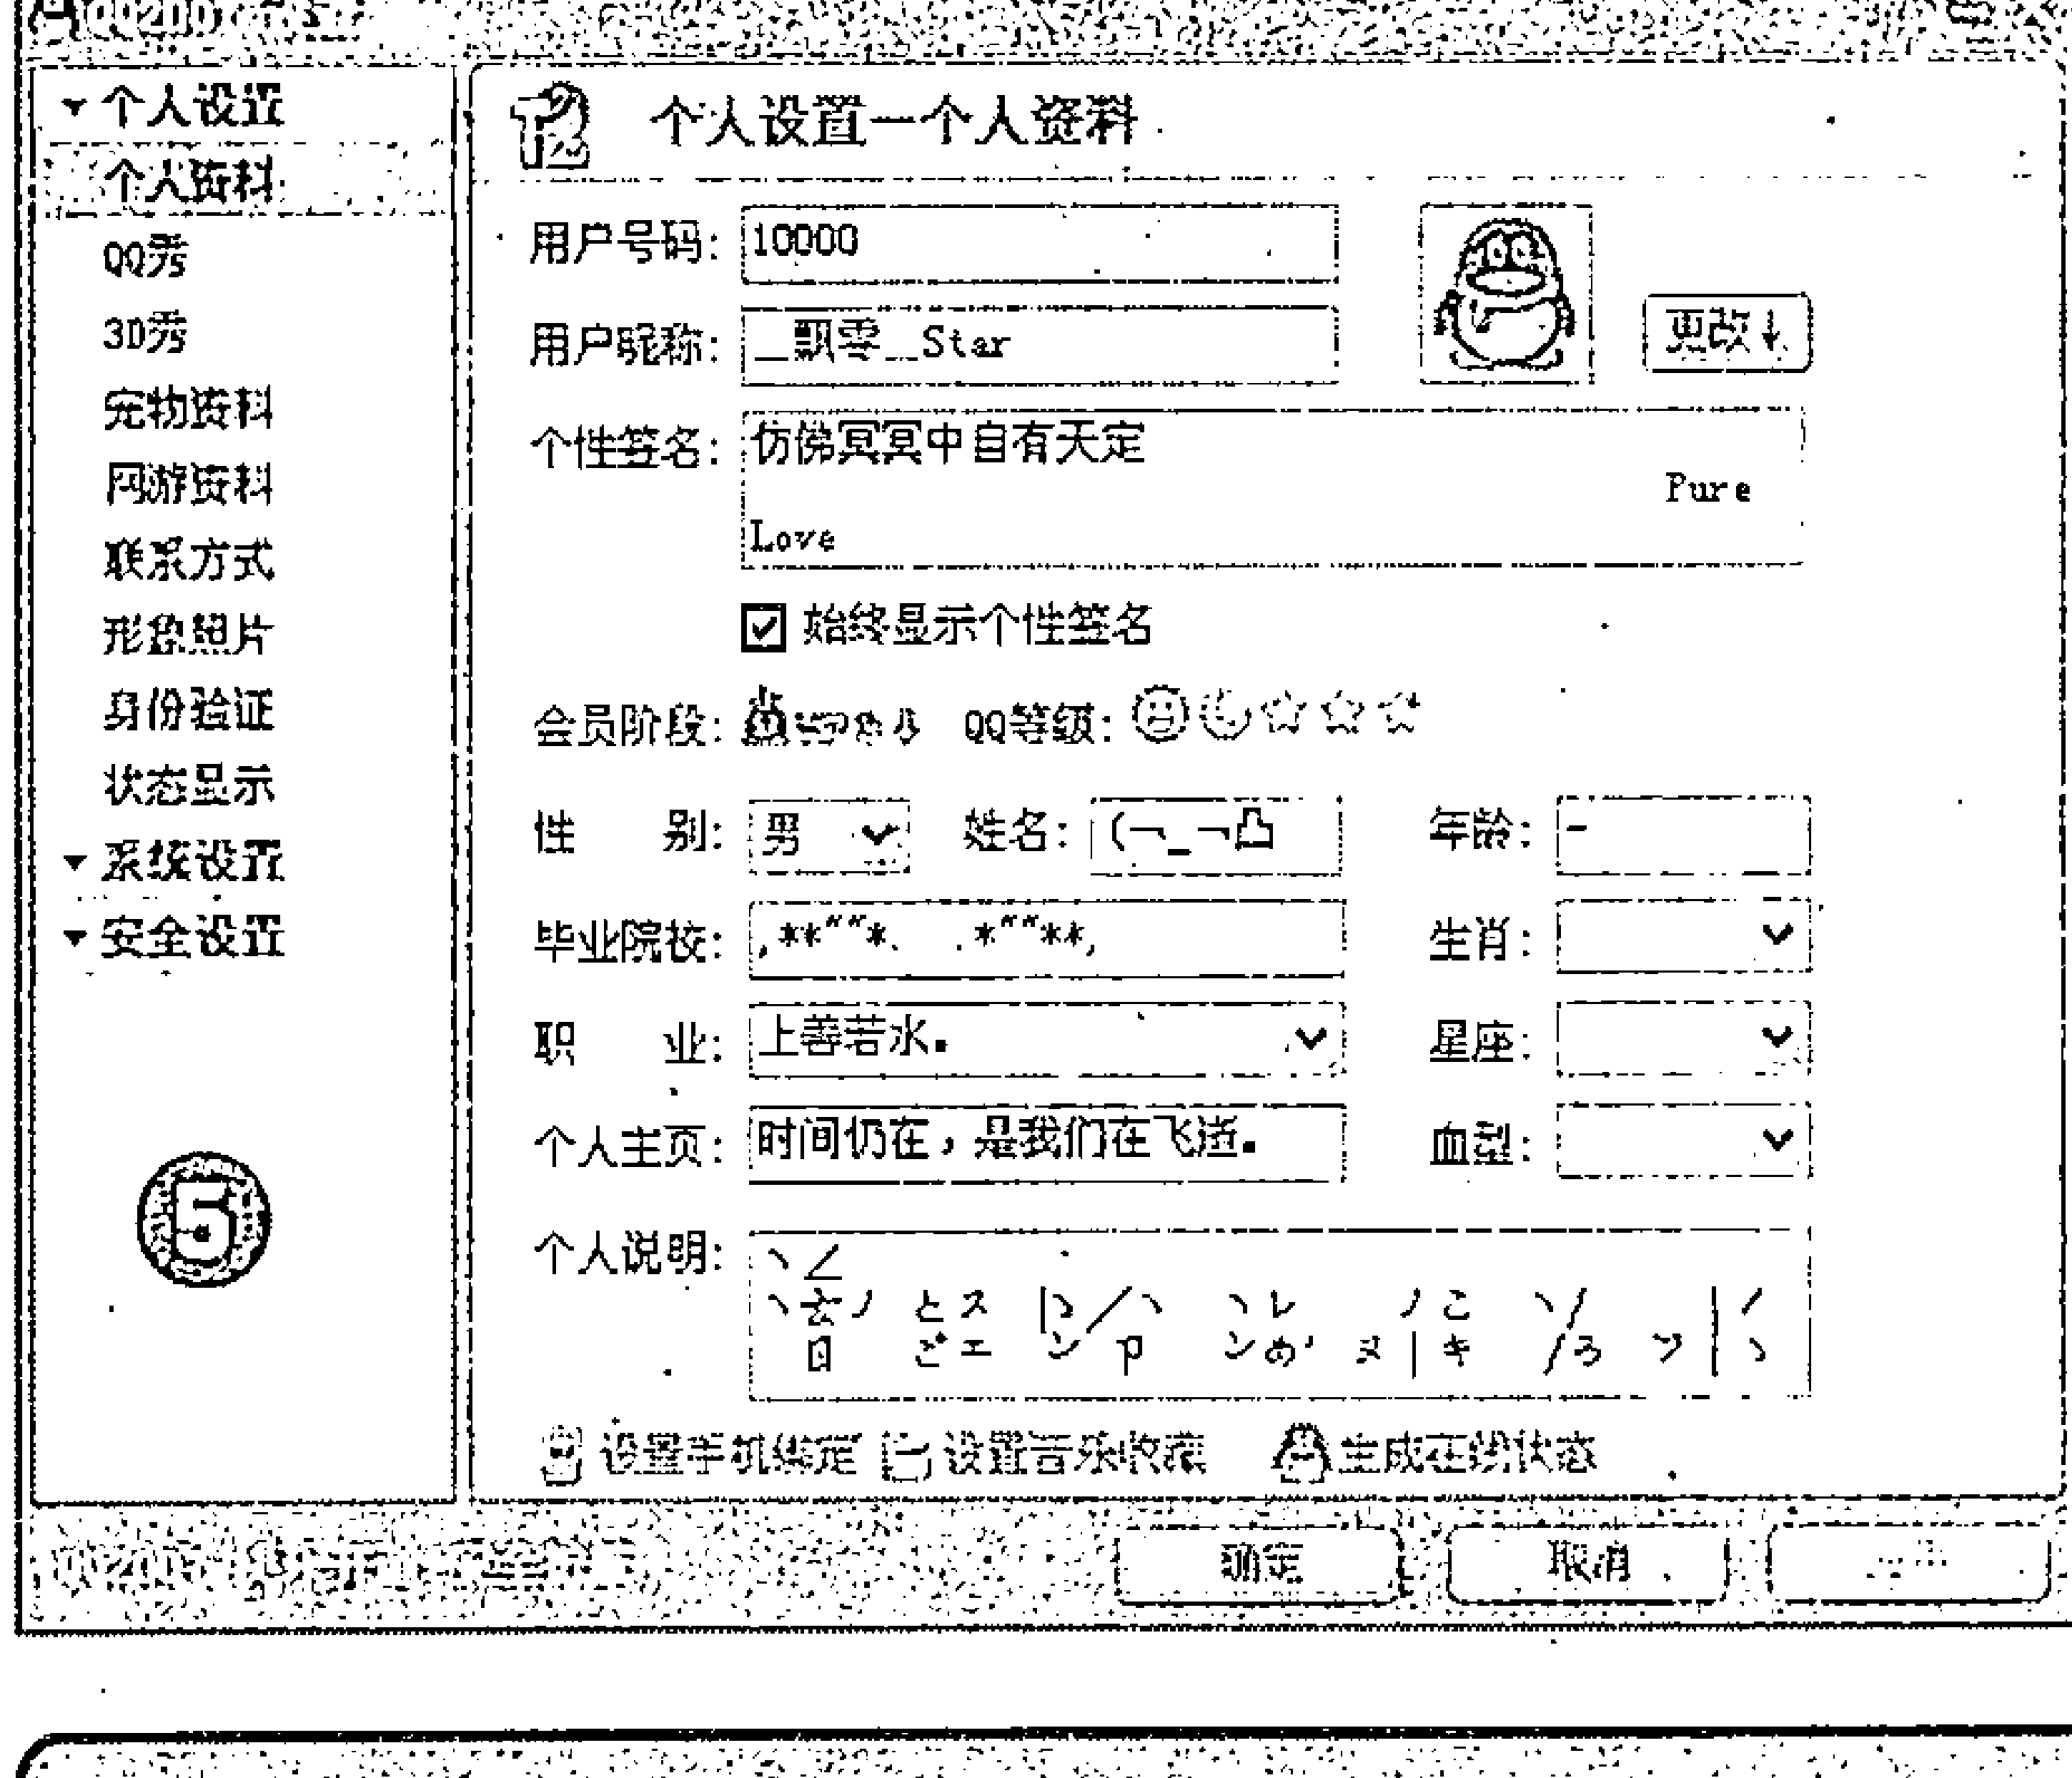 QQ2007
个人设置
个人资料
QQ秀
3D秀
宠物资料
网游资料
联系方式
形象照片
身份验证
状态显示
系统设置
安全设置
5
个人设置—个人资料
用户号码: 10000
用户昵称: __飘零__Star
更改↓
个性签名: 仿佛冥冥中自有天定
Pure
Love
始终显示个性签名
会员阶段: QQ等级:
性 别: 男 姓名: (¬_¬凸 年龄: -
毕业院校: ,**""*. .*""**, 生肖:
职 业: 上善若水. 星座:
个人主页: 时间仍在，是我们在飞逝. 血型:
个人说明:
设置手机绑定 设置音乐收藏 生成在线状态
QQ2007
确定 取消